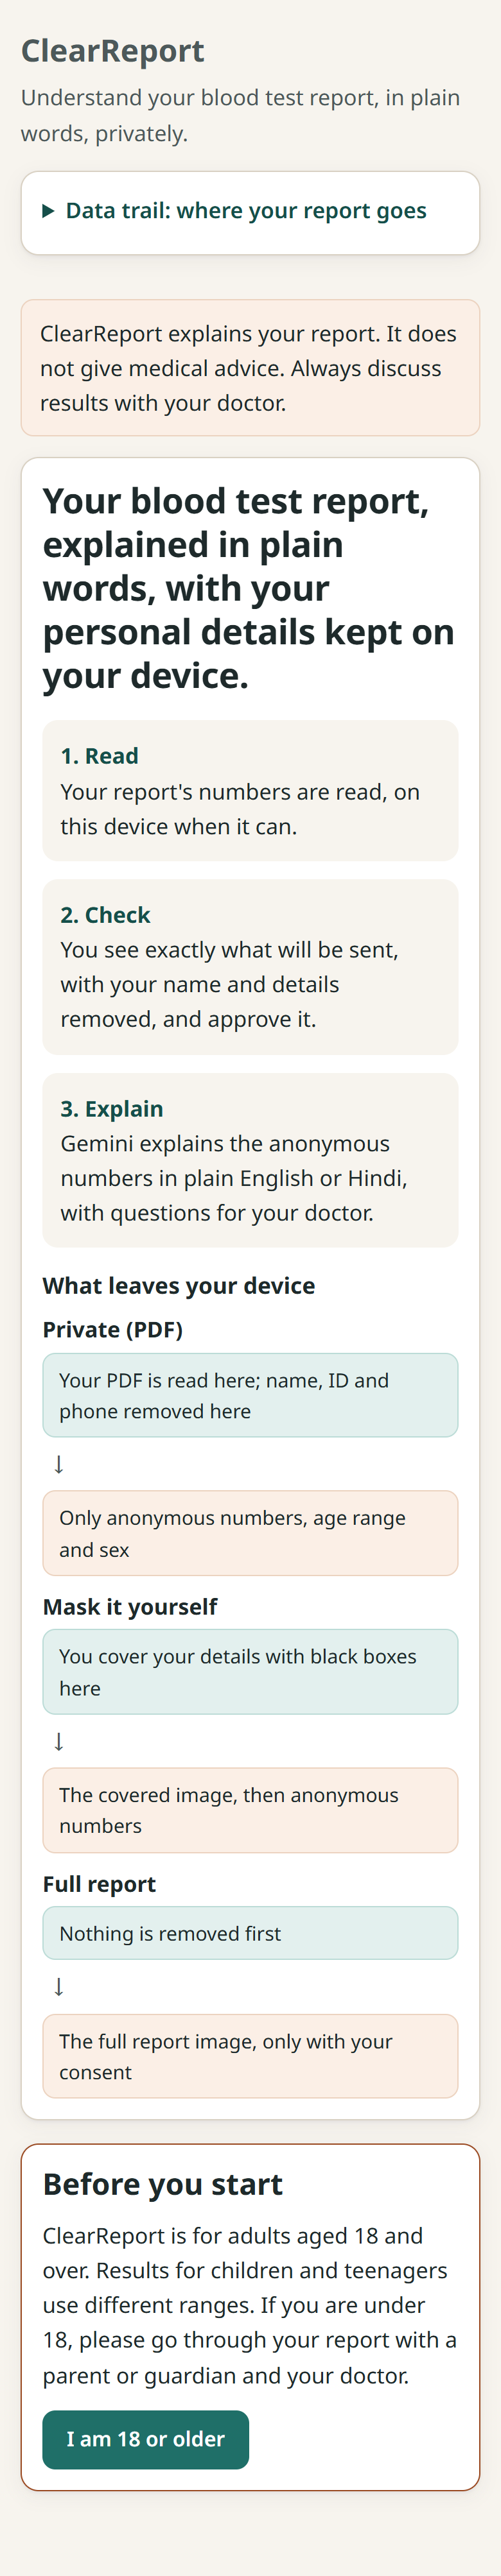 ClearReport
Understand your blood test report, in plain
words, privately.
▶ Data trail: where your report goes
ClearReport explains your report. It does
not give medical advice. Always discuss
results with your doctor.
Your blood test report,
explained in plain
words, with your
personal details kept on
your device.
1. Read
Your report's numbers are read, on
this device when it can.
2. Check
You see exactly what will be sent,
with your name and details
removed, and approve it.
3. Explain
Gemini explains the anonymous
numbers in plain English or Hindi,
with questions for your doctor.
What leaves your device
Private (PDF)
Your PDF is read here; name, ID and
phone removed here
↓
Only anonymous numbers, age range
and sex
Mask it yourself
You cover your details with black boxes
here
↓
The covered image, then anonymous
numbers
Full report
Nothing is removed first
↓
The full report image, only with your
consent
Before you start
ClearReport is for adults aged 18 and
over. Results for children and teenagers
use different ranges. If you are under
18, please go through your report with a
parent or guardian and your doctor.
I am 18 or older